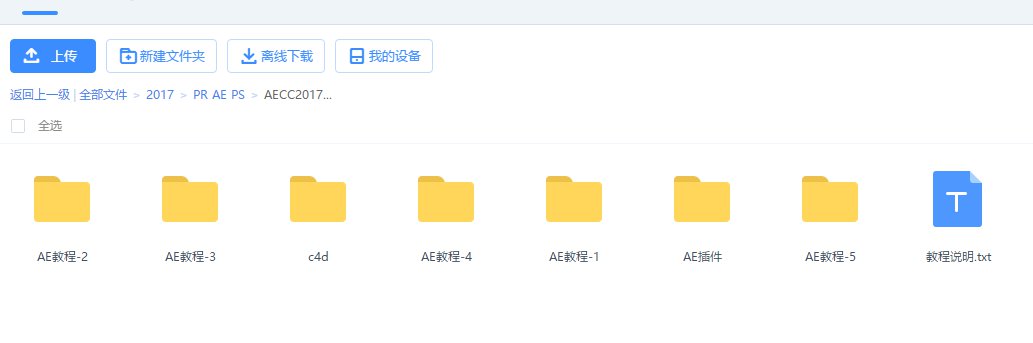 上传 新建文件夹 离线下载 我的设备
返回上一级 | 全部文件 > 2017 > PR AE PS > AECC2017...
全选
T
AE教程-2 AE教程-3 c4d AE教程-4 AE教程-1 AE插件 AE教程-5 教程说明.txt